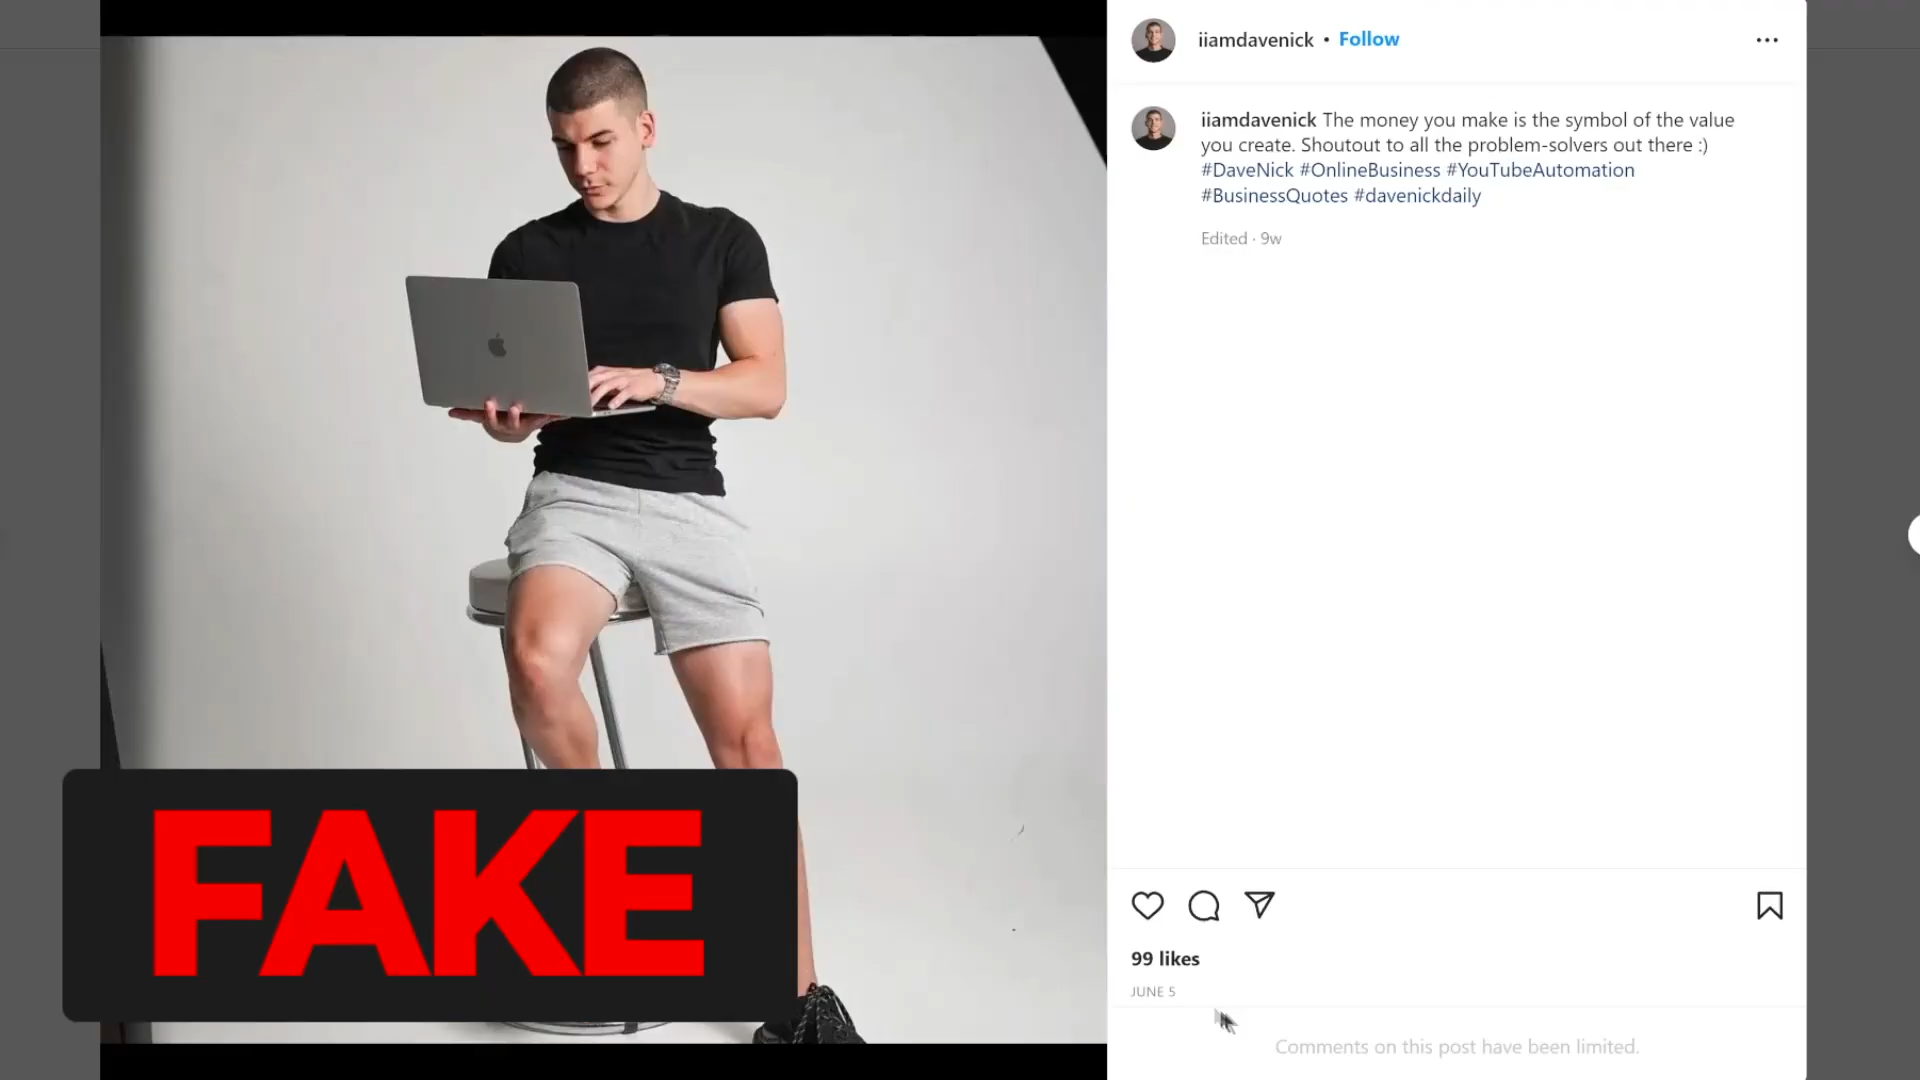 iiamdavenick • Follow
iiamdavenick The money you make is the symbol of the value
you create. Shoutout to all the problem-solvers out there :)
#DaveNick #OnlineBusiness #YouTubeAutomation
#BusinessQuotes #davenickdaily
Edited · 9w
FAKE
99 likes
JUNE 5
Comments on this post have been limited.